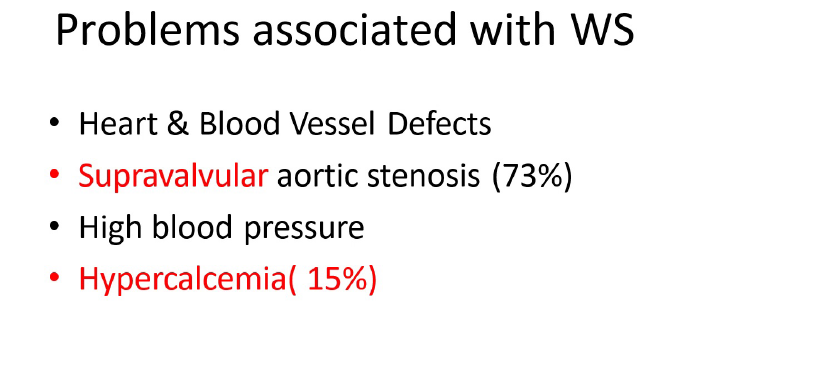 Problems associated with WS
• Heart & Blood Vessel Defects
• Supravalvular aortic stenosis (73%)
• High blood pressure
• Hypercalcemia( 15%)